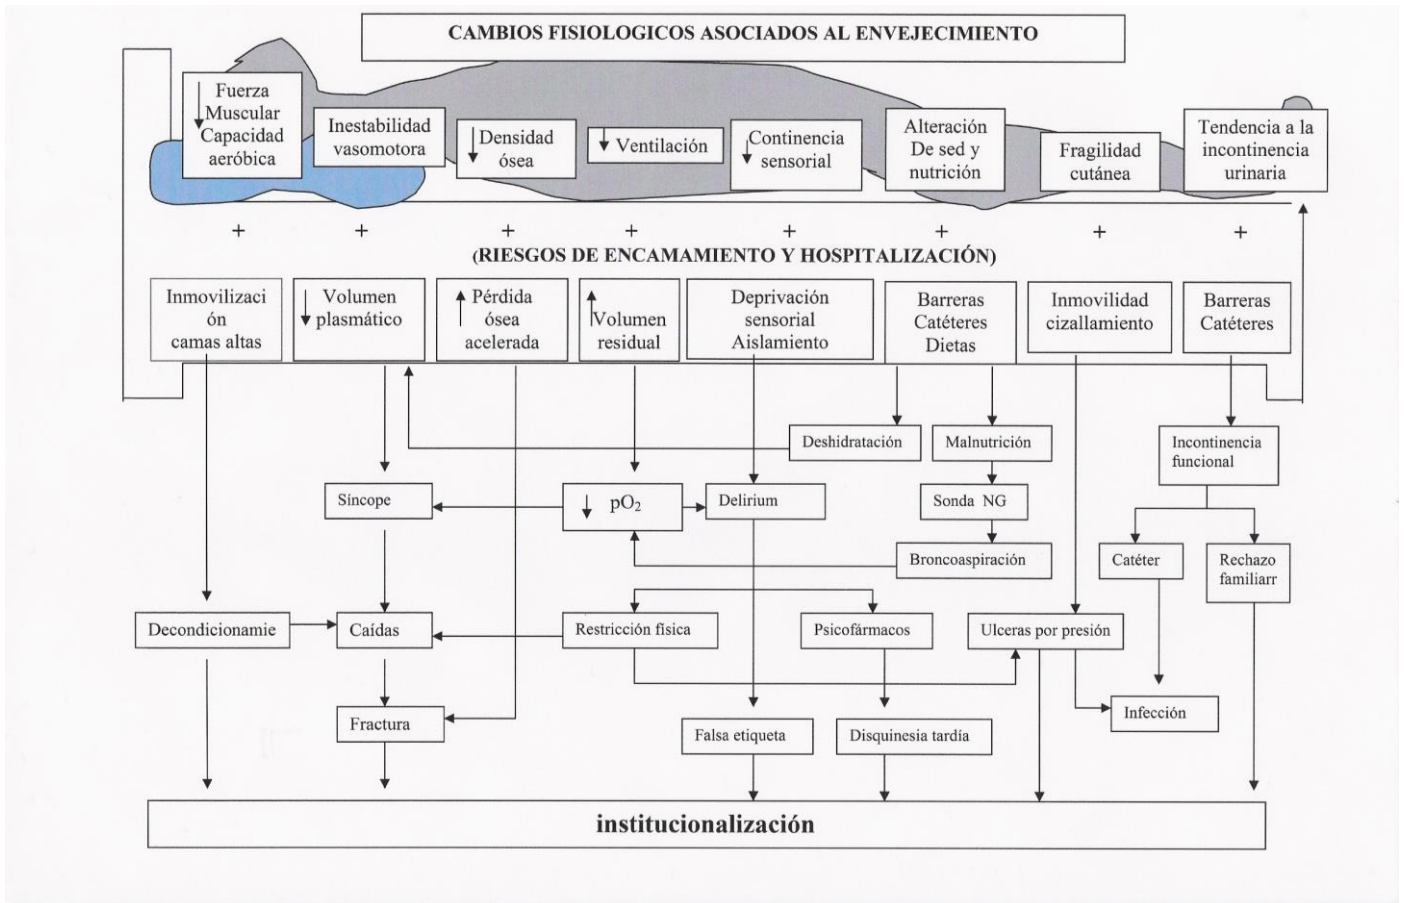 CAMBIOS FISIOLOGICOS ASOCIADOS AL ENVEJECIMIENTO
Fuerza
Muscular
Capacidad
aeróbica
Inestabilidad
vasomotora
Densidad
ósea
Ventilación
Continencia
sensorial
Alteración
De sed y
nutrición
Fragilidad
cutánea
Tendencia a la
incontinencia
urinaria
+ + + + + + + +
(RIESGOS DE ENCAMAMIENTO Y HOSPITALIZACIÓN)
Inmovilizaci
ón
camas altas
Volumen
plasmático
Pérdida
ósea
acelerada
Volumen
residual
Deprivación
sensorial
Aislamiento
Barreras
Catéteres
Dietas
Inmovilidad
cizallamiento
Barreras
Catéteres
Deshidratación
Malnutrición
Incontinencia
funcional
Síncope
pO2
Delirium
Sonda NG
Broncoaspiración
Catéter
Rechazo
familiarr
Decondicionamie
Caídas
Restricción física
Psicofármacos
Ulceras por presión
Fractura
Infección
Falsa etiqueta
Disquinesia tardía
institucionalización